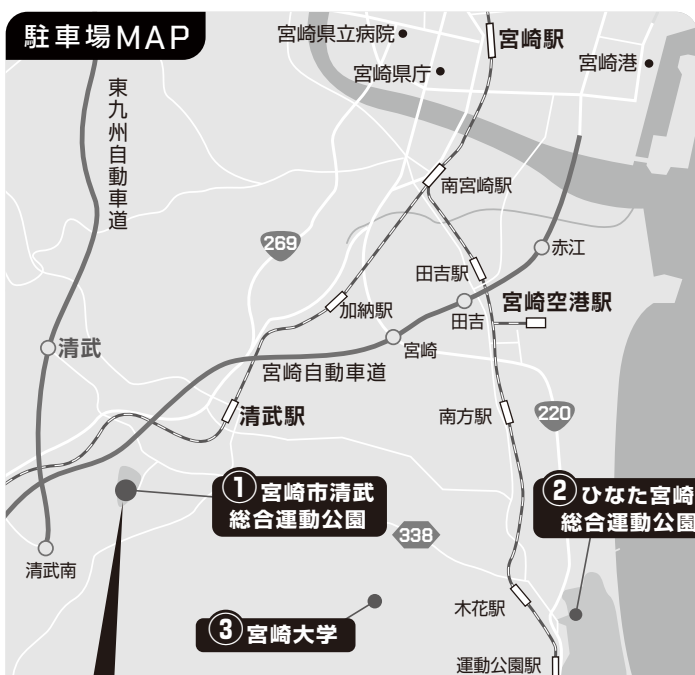 駐車場MAP
宮崎県立病院
宮崎駅
宮崎県庁
宮崎港
東九州自動車道
南宮崎駅
269
赤江
田吉駅
加納駅
田吉
宮崎空港駅
清武
宮崎
宮崎自動車道
清武駅
南方駅
220
①宮崎市清武
総合運動公園
②ひなた宮崎
総合運動公園
338
清武南
木花駅
③宮崎大学
運動公園駅